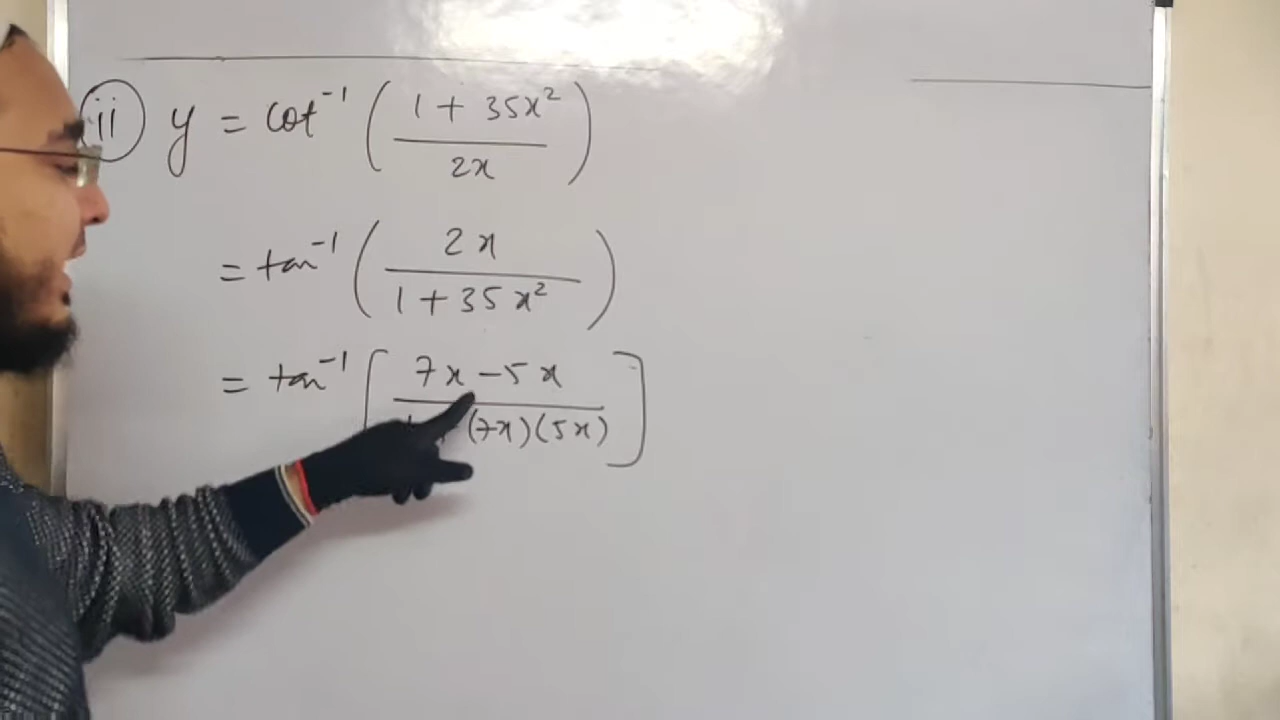 ii) y = cot⁻¹ ( (1 + 35x²) / 2x )
= tan⁻¹ ( 2x / (1 + 35x²) )
= tan⁻¹ [ (7x − 5x) / ( (7x)(5x) ) ]